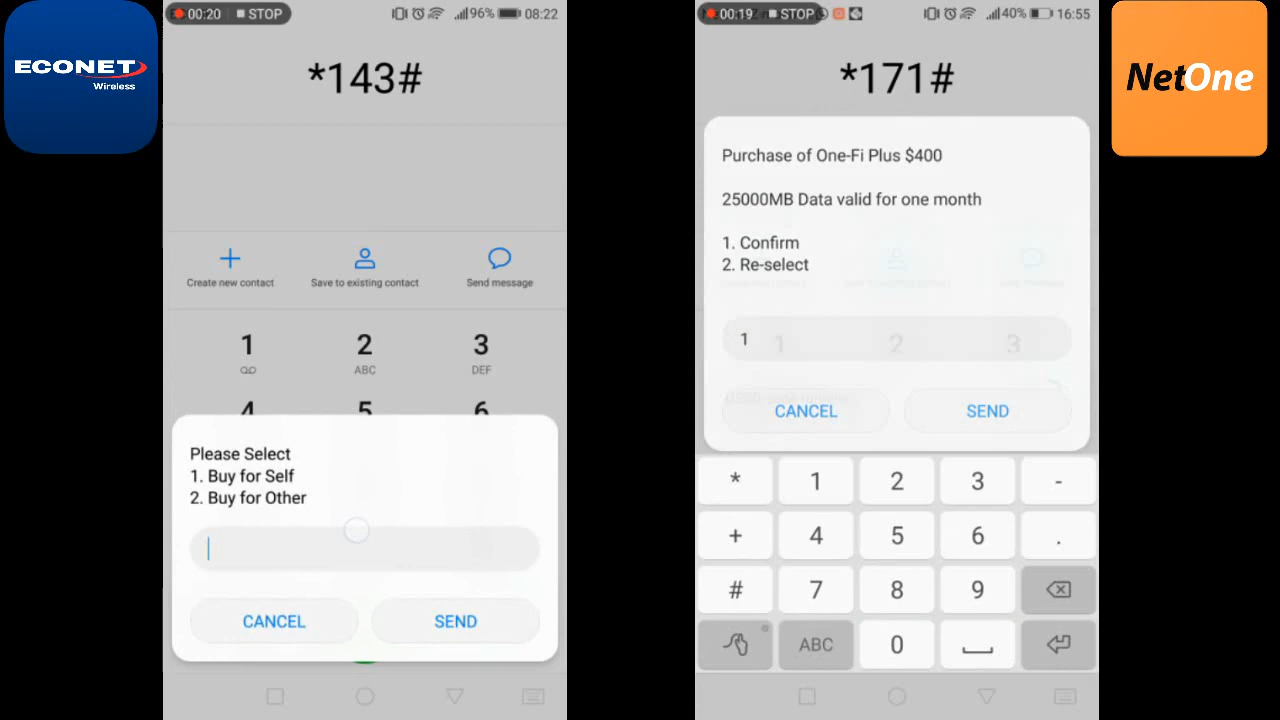 ECONET
Wireless
00:20 STOP
96% 08:22
*143#
Create new contact
Save to existing contact
Send message
1
2
3
ABC
DEF
4
5
6
Please Select
1. Buy for Self
2. Buy for Other
CANCEL
SEND
00:19 STOP
40% 16:55
*171#
Purchase of One-Fi Plus $400
25000MB Data valid for one month
1. Confirm
2. Re-select
1
1
2
3
CANCEL
SEND
* 1 2 3 -
+ 4 5 6 .
# 7 8 9
ABC 0
NetOne